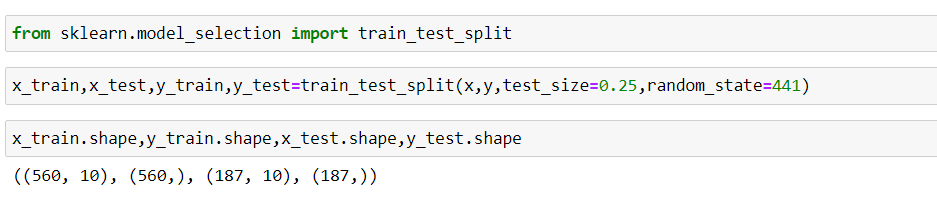 from sklearn.model_selection import train_test_split
x_train,x_test,y_train,y_test=train_test_split(x,y,test_size=0.25,random_state=441)
x_train.shape,y_train.shape,x_test.shape,y_test.shape
((560, 10), (560,), (187, 10), (187,))